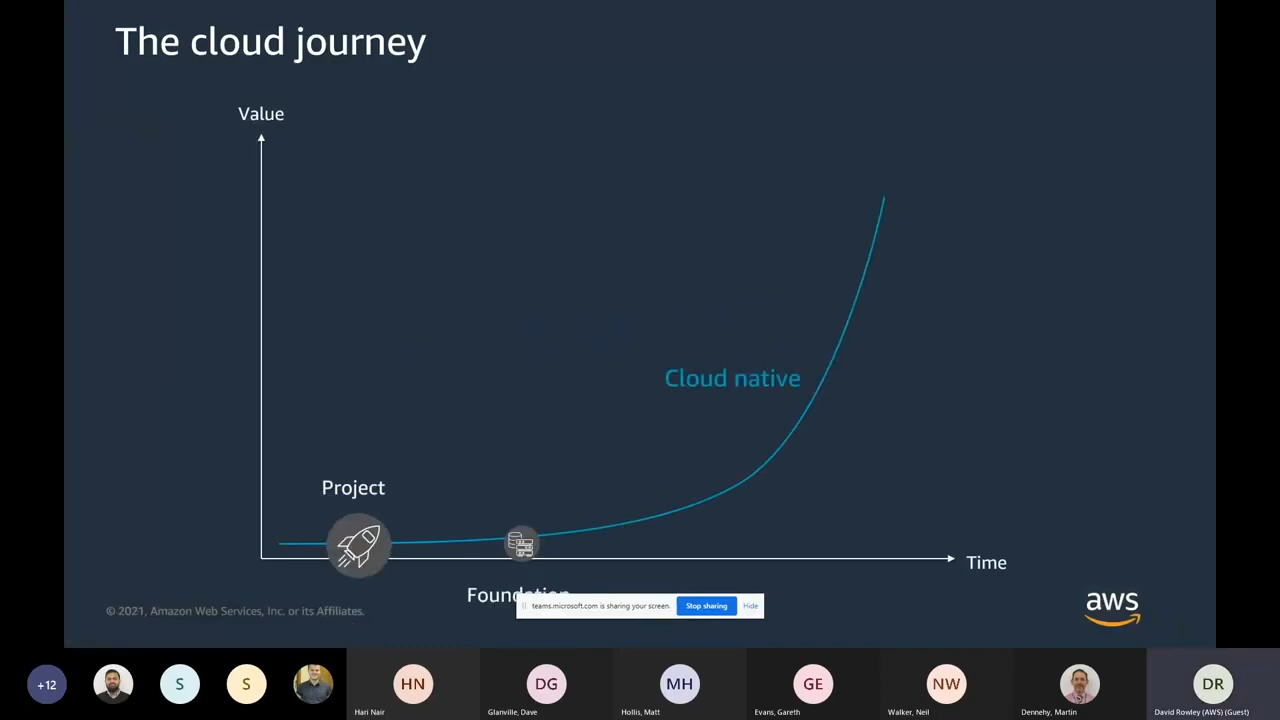 The cloud journey
Value
Cloud native
Project
Time
Foundation
teams.microsoft.com is sharing your screen.
Stop sharing
Hide
© 2021, Amazon Web Services, Inc. or its Affiliates.
aws
+12
S
S
HN
DG
MH
GE
NW
DR
Hari Nair
Glanville, Dave
Hollis, Matt
Evans, Gareth
Walker, Neil
Dennehy, Martin
David Rowley (AWS) (Guest)